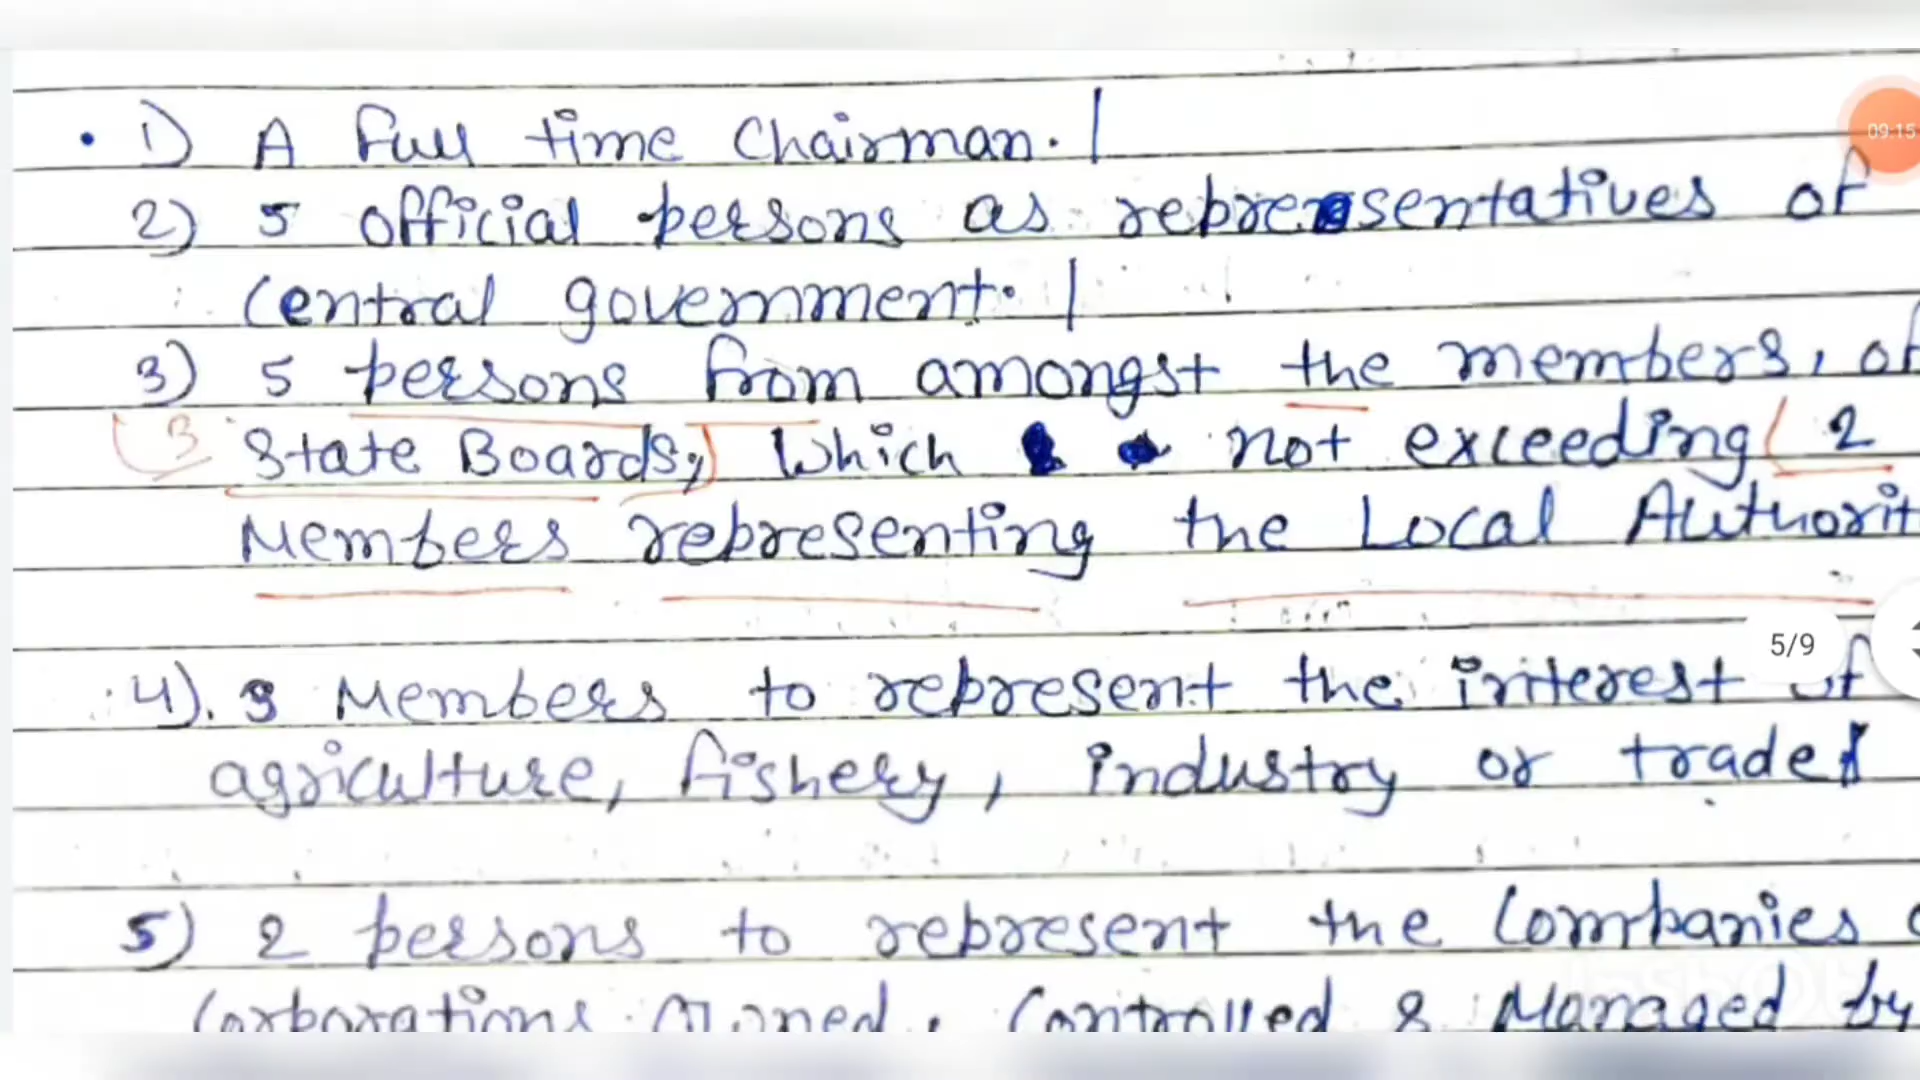 • 1) A full time Chairman. |
09:15
2) 5 official persons as representatives of
Central government. |
3) 5 persons from amongst the members, of
3 State Boards, Which not exceeding ( 2
Members representing the Local Authorit
5/9
4). 3 Members to represent the interest of
agriculture, fishery, industry or trade
5) 2 persons to represent the Companies
Corporations owned, Controlled & Managed by